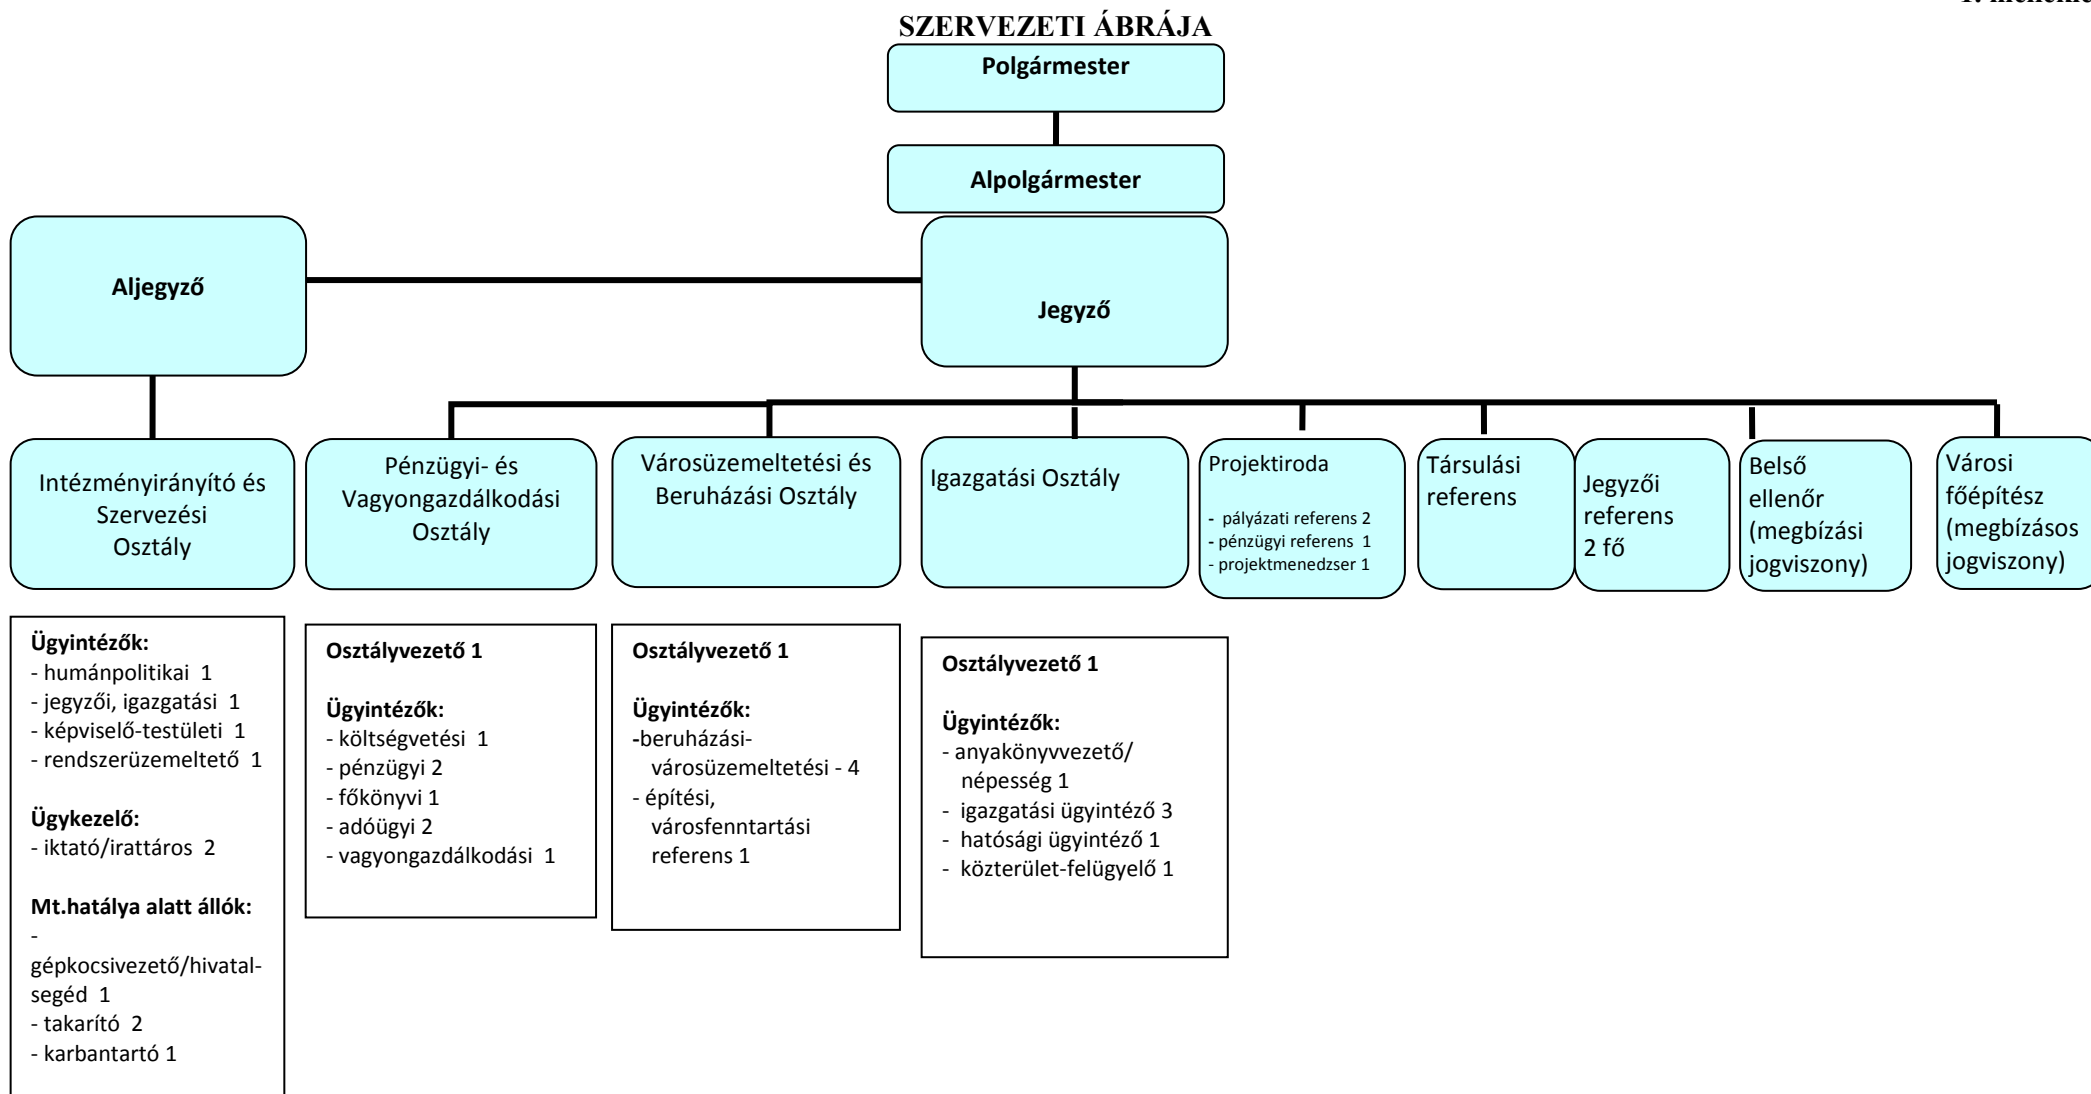 SZERVEZETI ÁBRÁJA
Polgármester
Alpolgármester
Aljegyző
Jegyző
Intézményirányító és
Szervezési
Osztály
Pénzügyi- és
Vagyongazdálkodási
Osztály
Városüzemeltetési és
Beruházási Osztály
Igazgatási Osztály
Projektiroda
- pályázati referens 2
- pénzügyi referens 1
- projektmenedzser 1
Társulási
referens
Jegyzői
referens
2 fő
Belső
ellenőr
(megbízási
jogviszony)
Városi
főépítész
(megbízásos
jogviszony)
Ügyintézők:
- humánpolitikai 1
- jegyzői, igazgatási 1
- képviselő-testületi 1
- rendszerüzemeltető 1
Ügykezelő:
- iktató/irattáros 2
Mt.hatálya alatt állók:
-
gépkocsivezető/hivatal-
segéd 1
- takarító 2
- karbantartó 1
Osztályvezető 1
Ügyintézők:
- költségvetési 1
- pénzügyi 2
- főkönyvi 1
- adóügyi 2
- vagyongazdálkodási 1
Osztályvezető 1
Ügyintézők:
-beruházási-
városüzemeltetési - 4
- építési,
városfenntartási
referens 1
Osztályvezető 1
Ügyintézők:
- anyakönyvvezető/
népesség 1
- igazgatási ügyintéző 3
- hatósági ügyintéző 1
- közterület-felügyelő 1